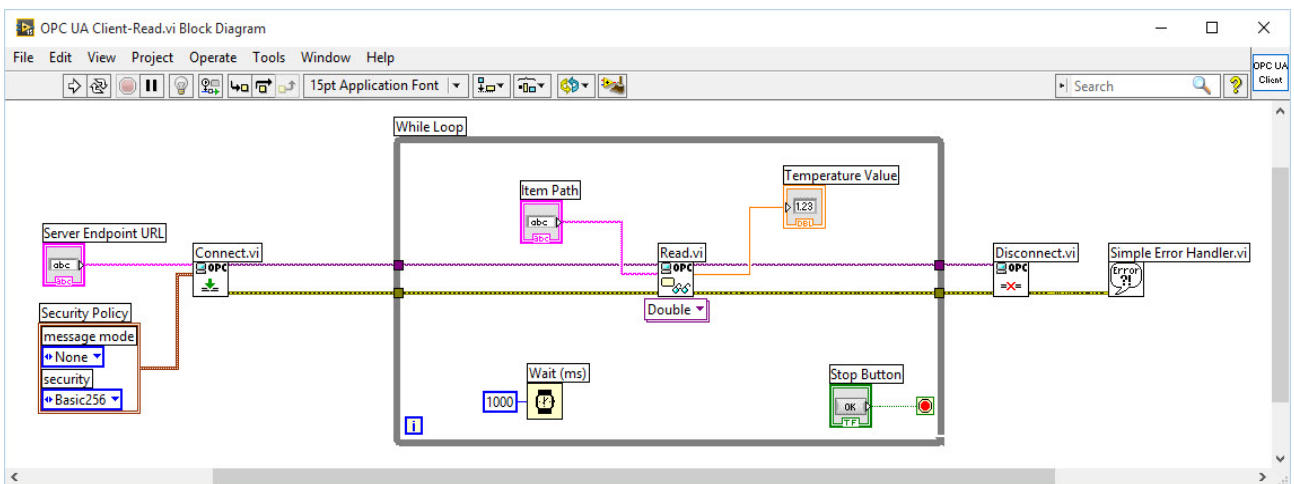 OPC UA Client-Read.vi Block Diagram
File Edit View Project Operate Tools Window Help
15pt Application Font
Search
OPC UA
Client
While Loop
Item Path
abc
abc
Temperature Value
1.23
DBL
Server Endpoint URL
abc
abc
Connect.vi
OPC
Read.vi
OPC
Double
Disconnect.vi
OPC
=X=
Simple Error Handler.vi
Error
?!
Security Policy
message mode
None
security
Basic256
Wait (ms)
1000
Stop Button
OK
TF
i